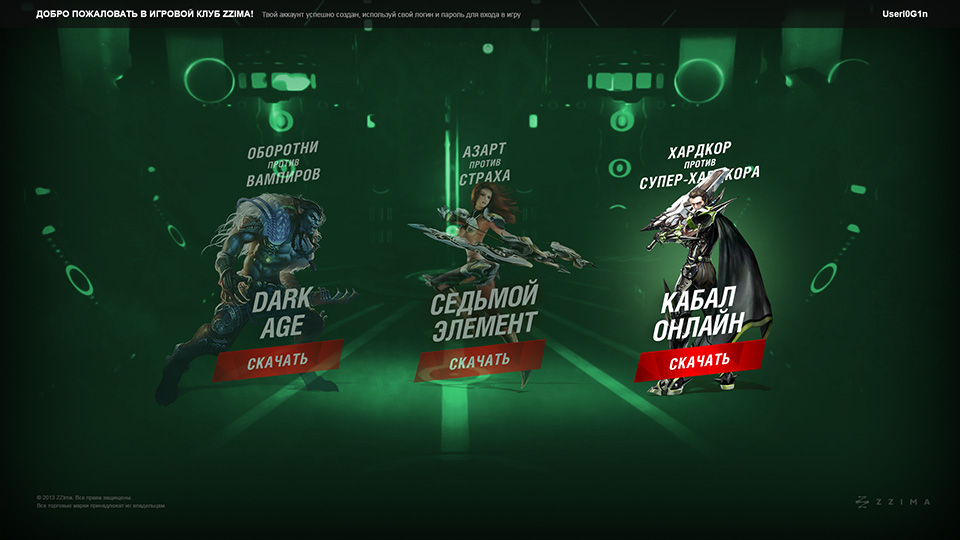 ДОБРО ПОЖАЛОВАТЬ В ИГРОВОЙ КЛУБ ZZIMA! Твой аккаунт успешно создан, используй свой логин и пароль для входа в игру
UserI0G1n
ОБОРОТНИ
ПРОТИВ
ВАМПИРОВ
DARK
AGE
СКАЧАТЬ
АЗАРТ
ПРОТИВ
СТРАХА
СЕДЬМОЙ
ЭЛЕМЕНТ
СКАЧАТЬ
ХАРДКОР
ПРОТИВ
СУПЕР-ХАРДКОРА
КАБАЛ
ОНЛАЙН
СКАЧАТЬ
© 2013 ZZima. Все права защищены.
Все торговые марки принадлежат их владельцам.
ZZIMA